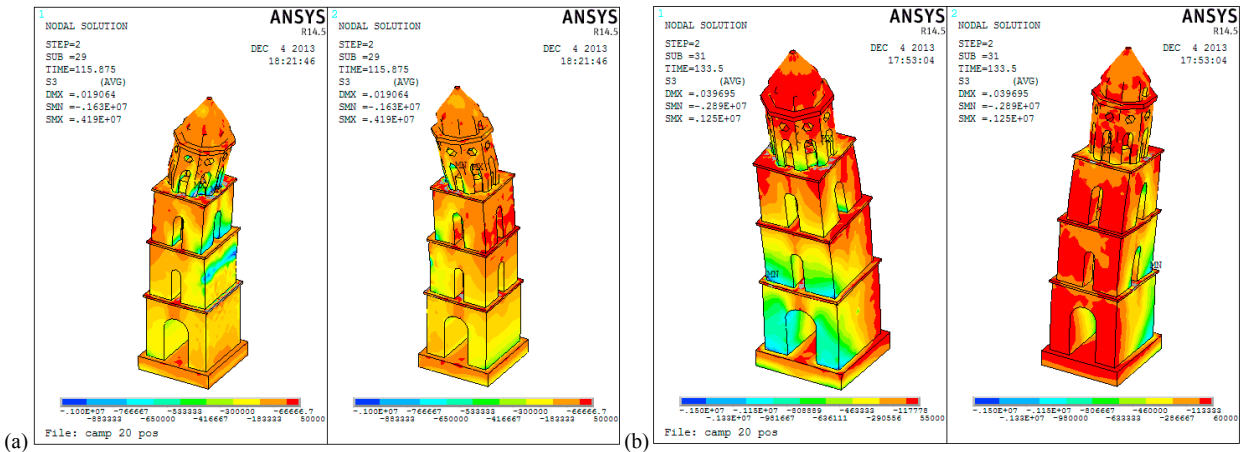 1
ANSYS
R14.5
NODAL SOLUTION
STEP=2
SUB =29
TIME=115.875
S3 (AVG)
DMX =.019064
SMN =-.163E+07
SMX =.419E+07
DEC 4 2013
18:21:46
-.100E+07 -766667 -533333 -300000 -66666.7
-883333 -650000 -416667 -183333 50000
File: camp 20 pos
2
ANSYS
R14.5
NODAL SOLUTION
STEP=2
SUB =29
TIME=115.875
S3 (AVG)
DMX =.019064
SMN =-.163E+07
SMX =.419E+07
DEC 4 2013
18:21:46
MN
MX
-.100E+07 -766667 -533333 -300000 -66666.7
-883333 -650000 -416667 -183333 50000
(a)
1
ANSYS
R14.5
NODAL SOLUTION
STEP=2
SUB =31
TIME=133.5
S3 (AVG)
DMX =.039695
SMN =-.289E+07
SMX =.125E+07
DEC 4 2013
17:53:04
MX
MN
-.150E+07 -.115E+07 -808889 -463333 -117778
-.133E+07 -981667 -636111 -290556 55000
File: camp 20 pos
2
ANSYS
R14.5
NODAL SOLUTION
STEP=2
SUB =31
TIME=133.5
S3 (AVG)
DMX =.039695
SMN =-.289E+07
SMX =.125E+07
DEC 4 2013
17:53:04
MN
-.150E+07 -.115E+07 -806667 -460000 -113333
-.133E+07 -980000 -633333 -286667 60000
(b)